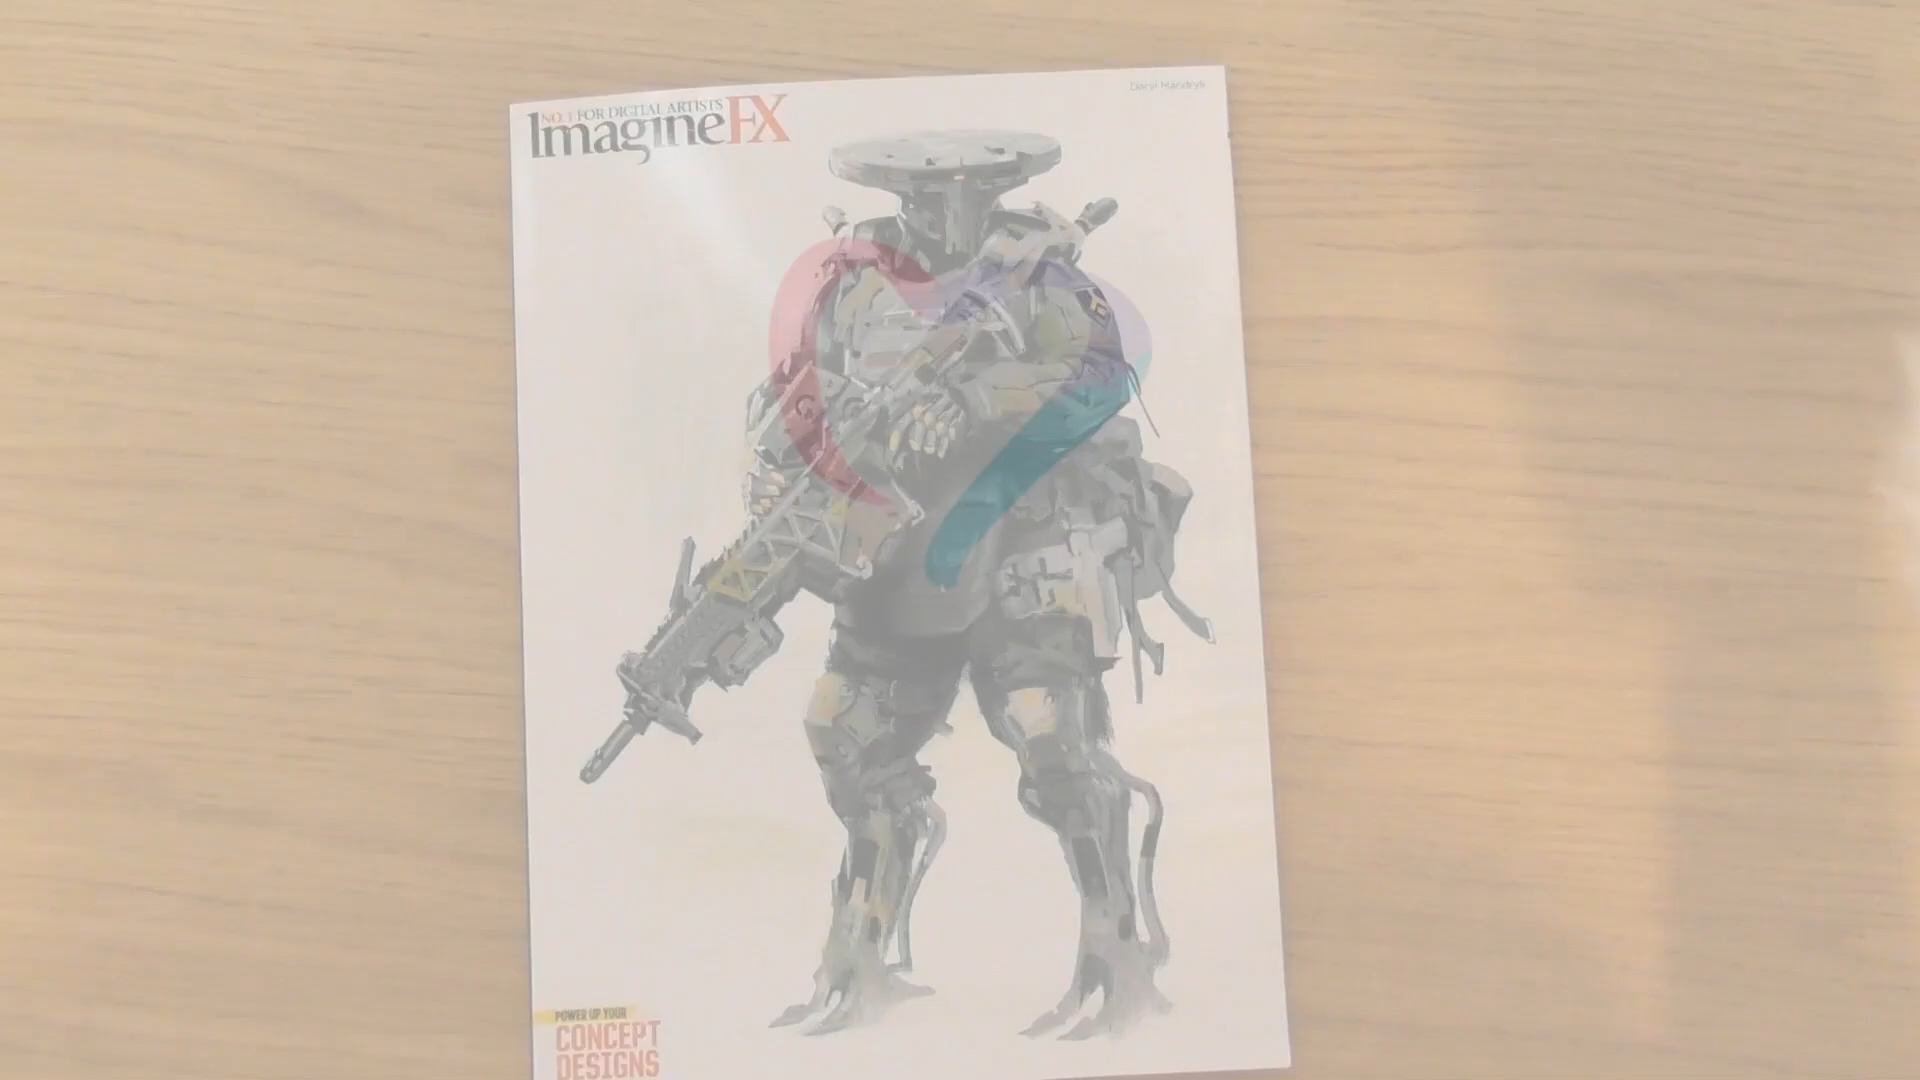 Daryl Mandryk
NO. 1 FOR DIGITAL ARTISTS
ImagineFX
POWER UP YOUR
CONCEPT
DESIGNS